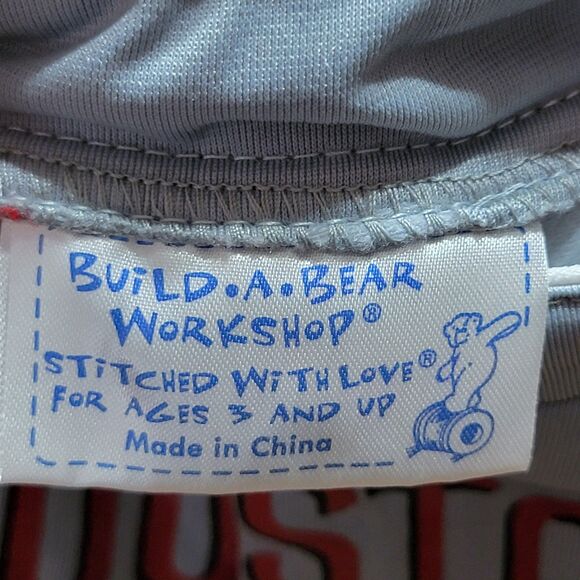 BUiLD•A•BEAR
WORKSHOP®
STiTCHED WiTH LOVE®
FOR AGES 3 AND UP
Made in China